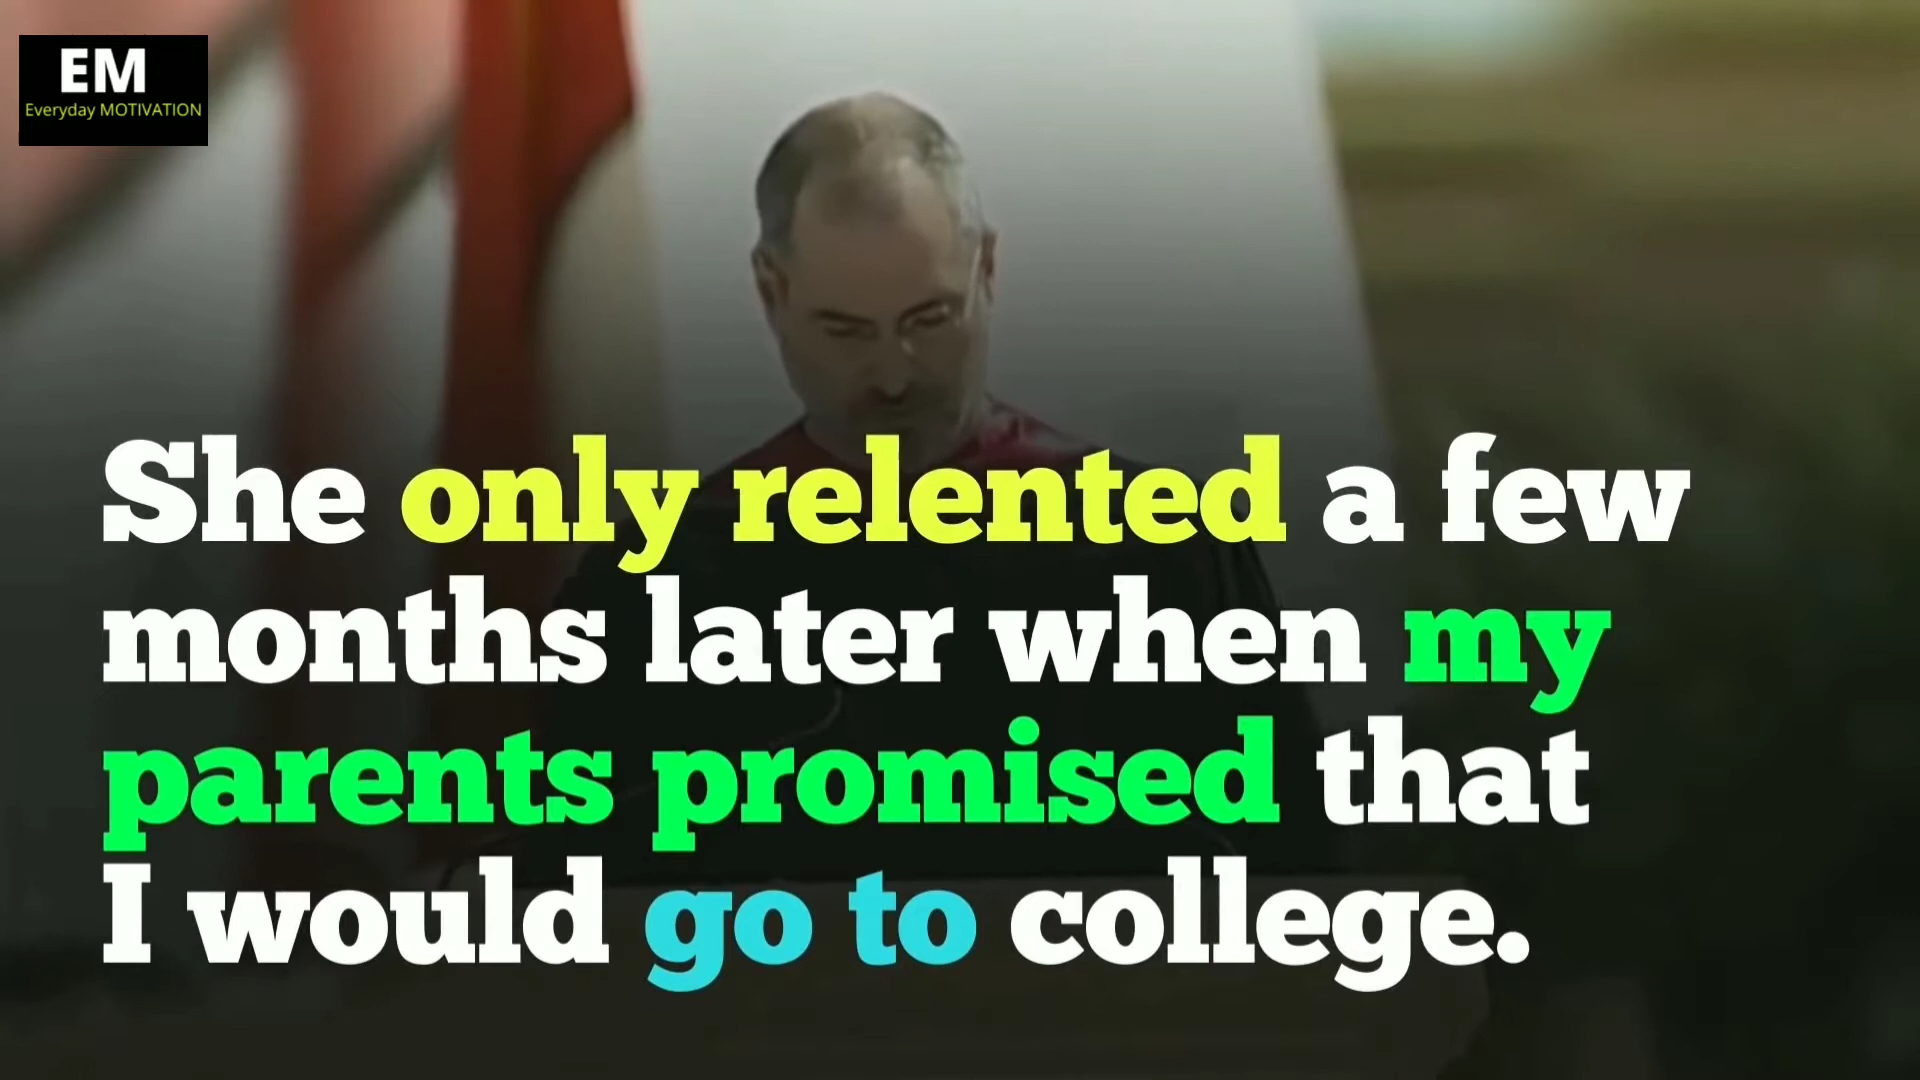 EM
Everyday MOTIVATION
She only relented a few
months later when my
parents promised that
I would go to college.